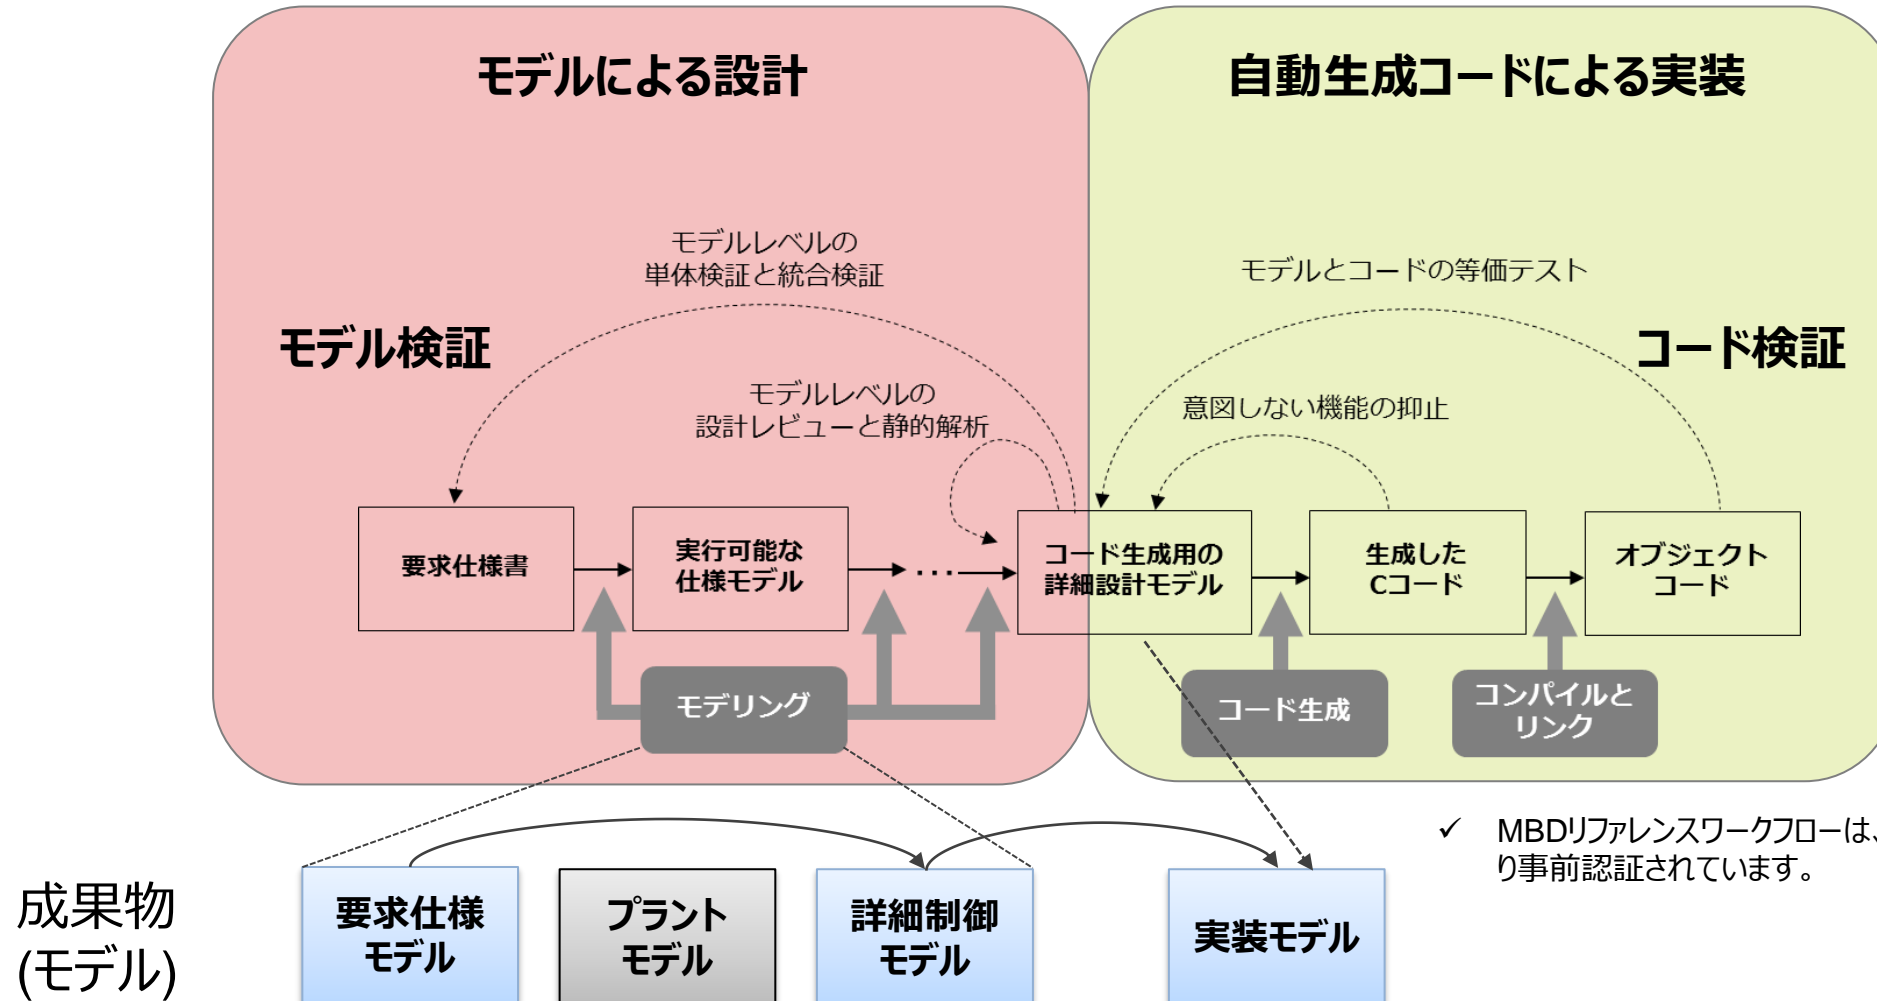 モデルによる設計
自動生成コードによる実装
モデルレベルの
単体検証と統合検証
モデルとコードの等価テスト
モデル検証
コード検証
モデルレベルの
設計レビューと静的解析
意図しない機能の抑止
要求仕様書
実行可能な
仕様モデル
・・・
コード生成用の
詳細設計モデル
生成した
Cコード
オブジェクト
コード
モデリング
コード生成
コンパイルと
リンク
✓ MBDリファレンスワークフローは、
り事前認証されています。
成果物
(モデル)
要求仕様
モデル
プラント
モデル
詳細制御
モデル
実装モデル